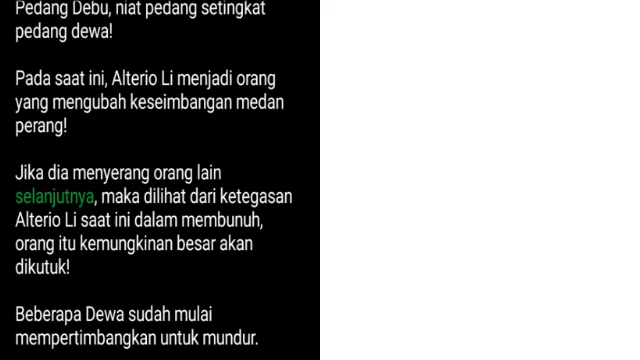 Pedang Debu, niat pedang setingkat
pedang dewa!
Pada saat ini, Alterio Li menjadi orang
yang mengubah keseimbangan medan
perang!
Jika dia menyerang orang lain
selanjutnya, maka dilihat dari ketegasan
Alterio Li saat ini dalam membunuh,
orang itu kemungkinan besar akan
dikutuk!
Beberapa Dewa sudah mulai
mempertimbangkan untuk mundur.